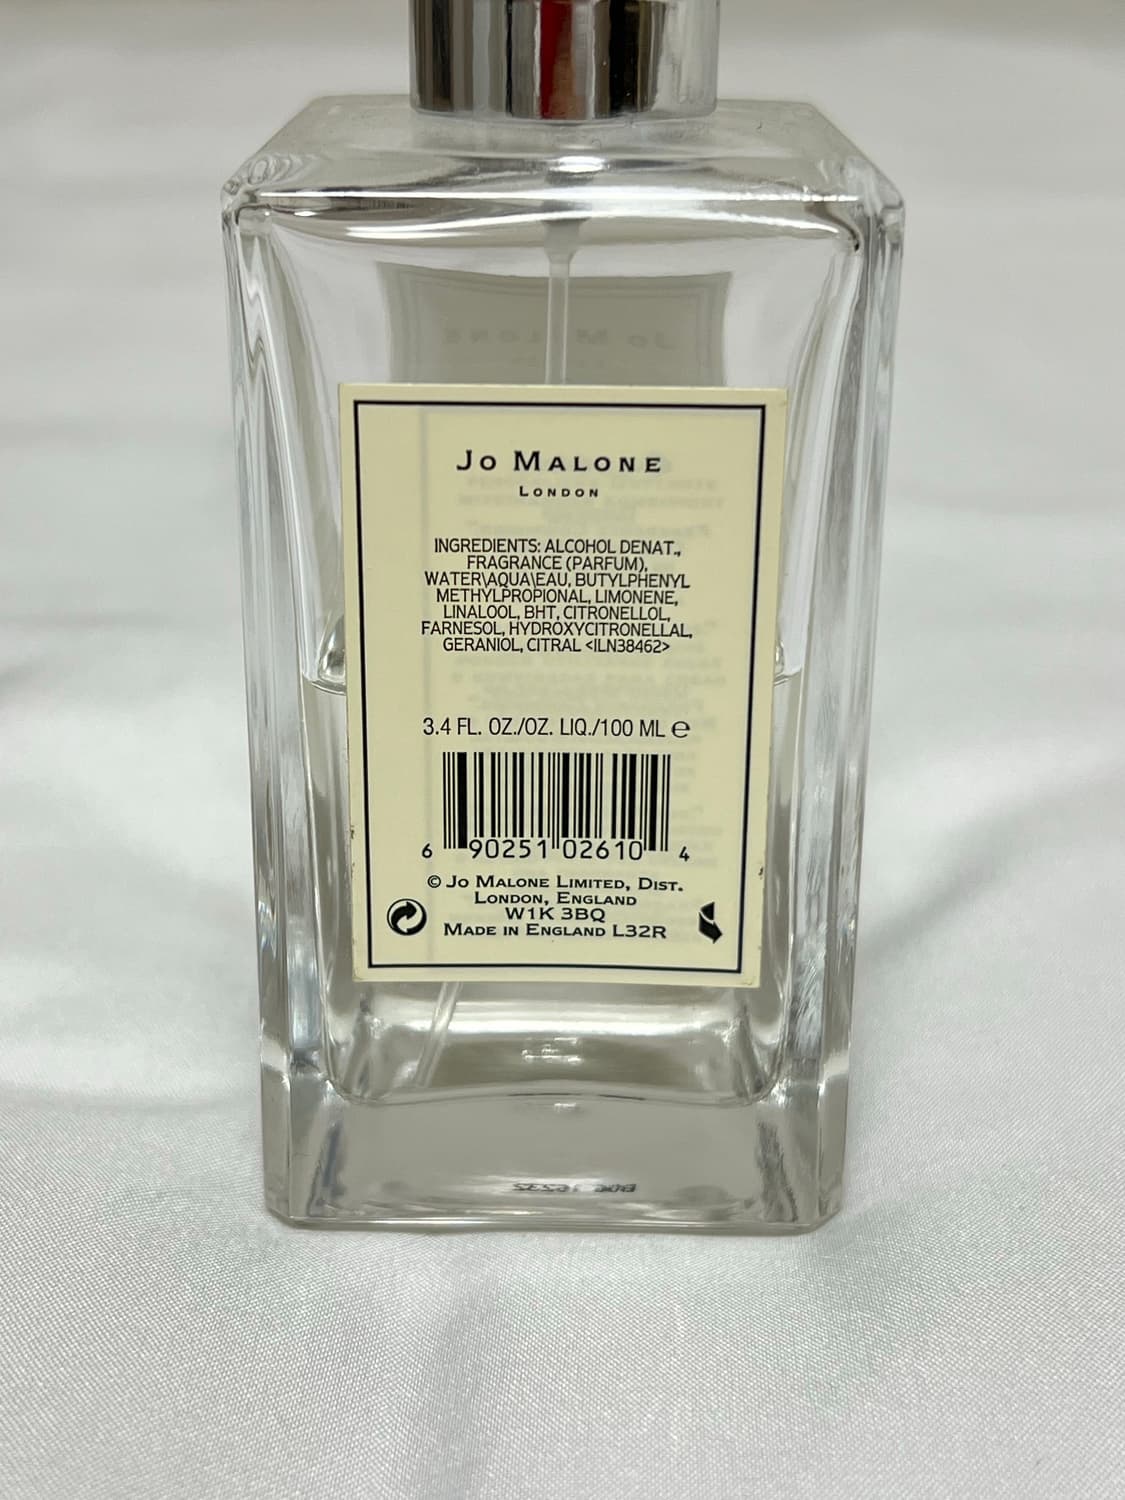 JO MALONE
LONDON
INGREDIENTS: ALCOHOL DENAT.,
FRAGRANCE (PARFUM),
WATER\AQUA\EAU, BUTYLPHENYL
METHYLPROPIONAL, LIMONENE,
LINALOOL, BHT, CITRONELLOL,
FARNESOL, HYDROXYCITRONELLAL,
GERANIOL, CITRAL <ILN38462>
3.4 FL. OZ./OZ. LIQ./100 ML ℮
6 90251 02610 4
© JO MALONE LIMITED, DIST.
LONDON, ENGLAND
W1K 3BQ
MADE IN ENGLAND L32R